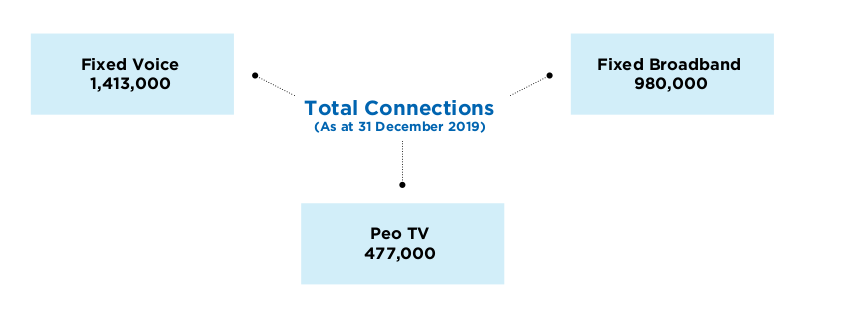 Fixed Voice
1,413,000
Fixed Broadband
980,000
Total Connections
(As at 31 December 2019)
Peo TV
477,000